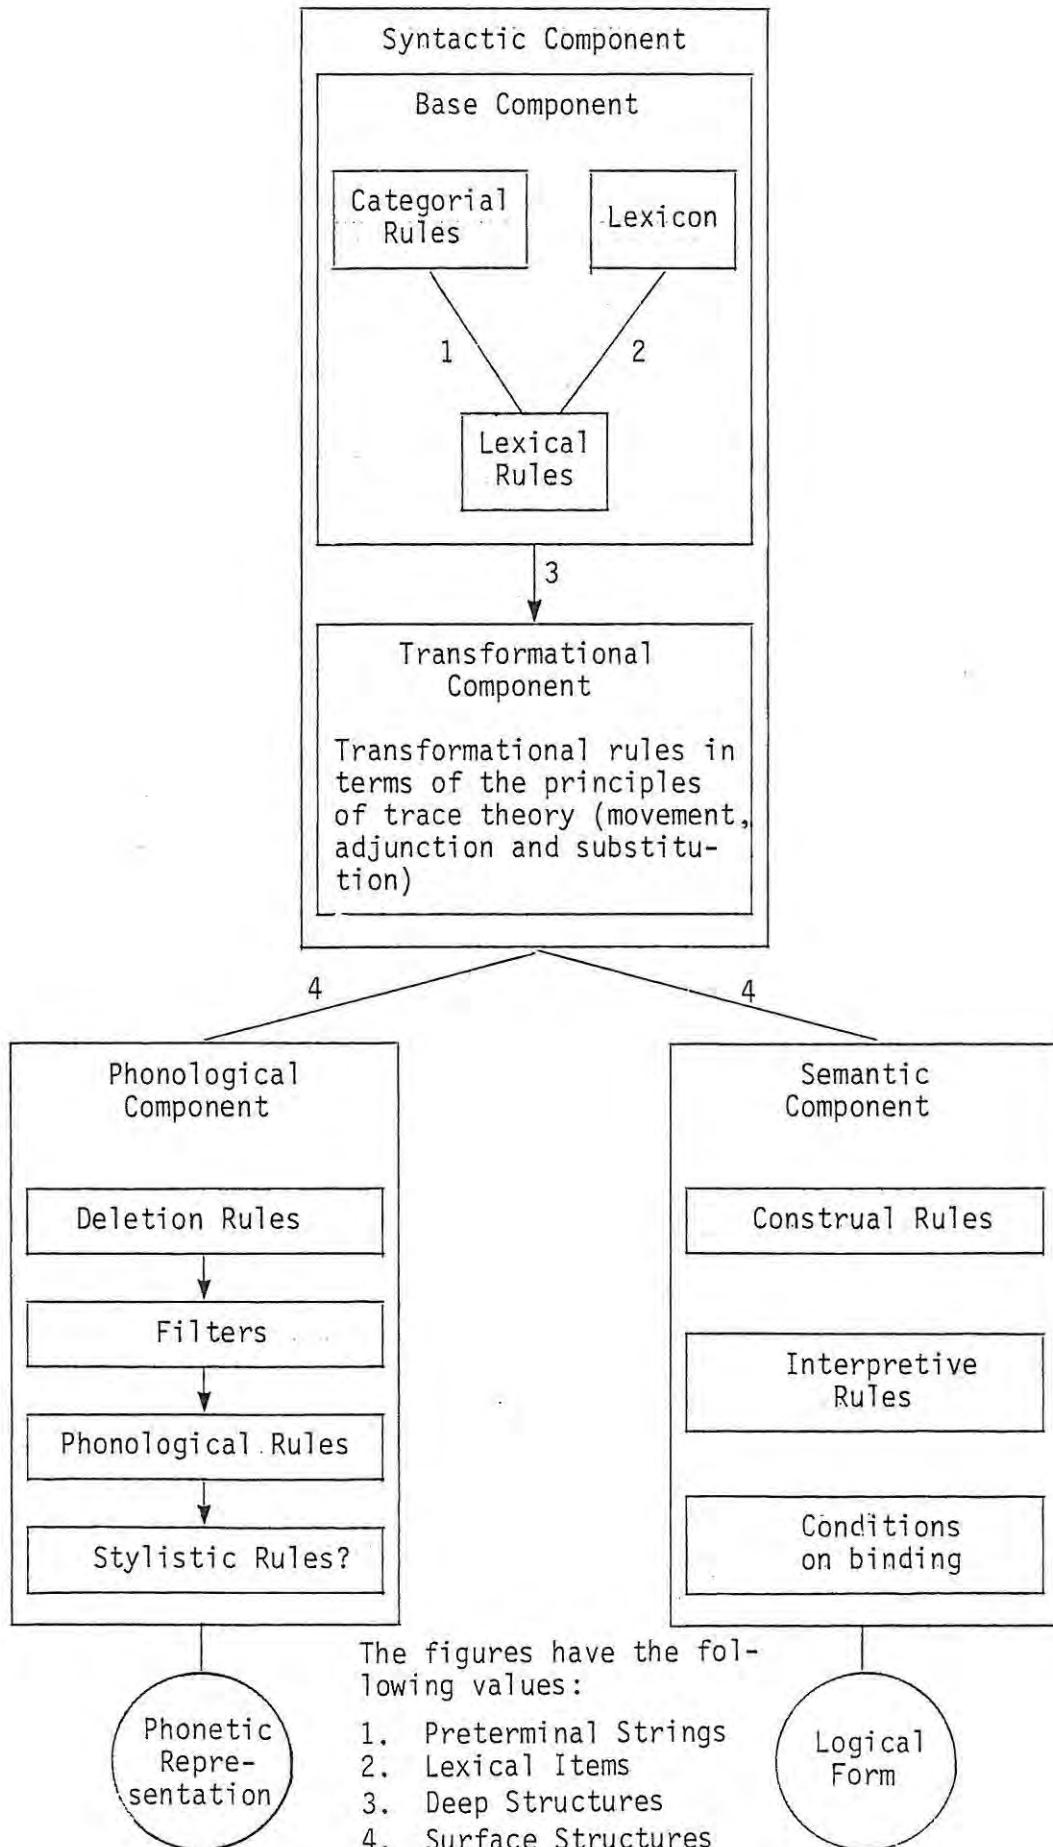 Syntactic Component
Base Component
Categorial
Rules
Lexicon
1
2
Lexical
Rules
3
Transformational
Component
Transformational rules in
terms of the principles
of trace theory (movement,
adjunction and substitu-
tion)
4
4
Phonological
Component
Deletion Rules
Filters
Phonological Rules
Stylistic Rules?
Semantic
Component
Construal Rules
Interpretive
Rules
Conditions
on binding
Phonetic
Repre-
sentation
The figures have the fol-
lowing values:
1. Preterminal Strings
2. Lexical Items
3. Deep Structures
4. Surface Structures
Logical
Form